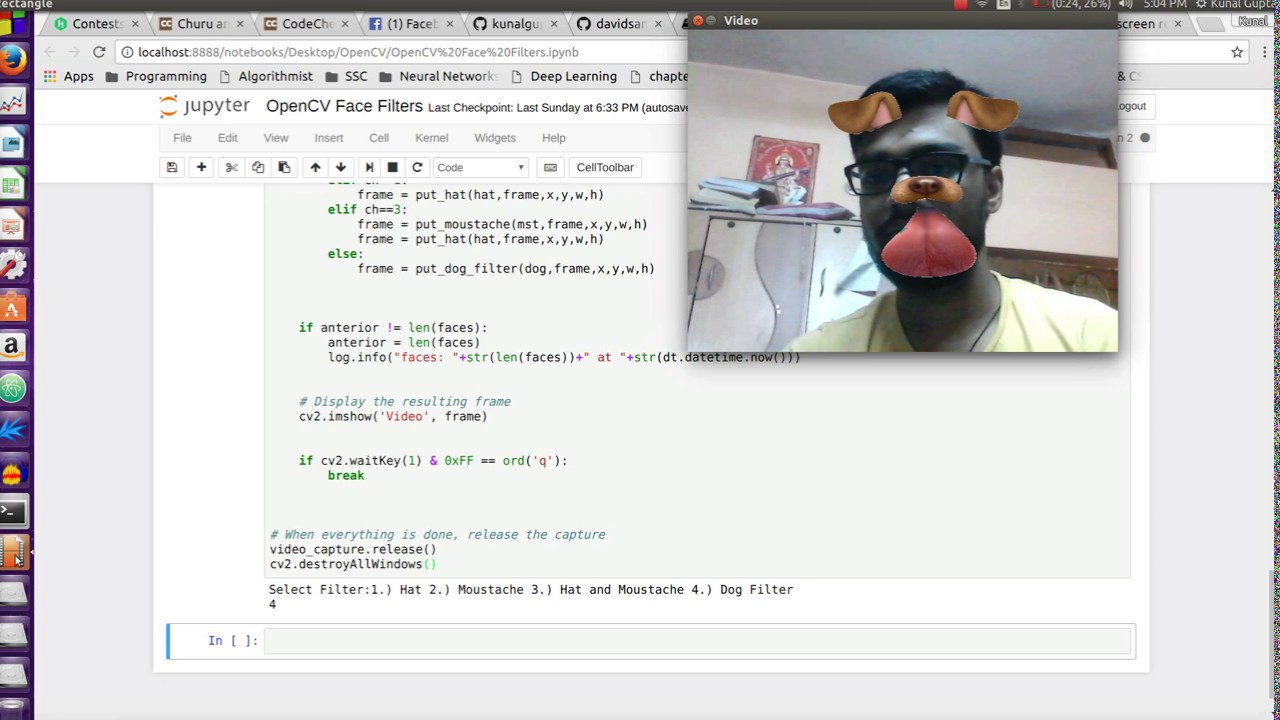 ectangle
En
(0:24, 26%)
5:04 PM
Kunal Gupta
Contests
Churu ar
CodeChe
(1) Facel
kunalgup
davidsan
screen re
Kunal
localhost:8888/notebooks/Desktop/OpenCV/OpenCV%20Face%20Filters.ipynb
Apps
Programming
Algorithmist
SSC
Neural Network
Deep Learning
chapte
& CS
Video
jupyter
OpenCV Face Filters
Last Checkpoint: Last Sunday at 6:33 PM (autosave
ogout
File
Edit
View
Insert
Cell
Kernel
Widgets
Help
n 2
Code
CellToolbar
frame = put_hat(hat,frame,x,y,w,h)
elif ch==3:
frame = put_moustache(mst,frame,x,y,w,h)
frame = put_hat(hat,frame,x,y,w,h)
else:
frame = put_dog_filter(dog,frame,x,y,w,h)
if anterior != len(faces):
anterior = len(faces)
log.info("faces: "+str(len(faces))+" at "+str(dt.datetime.now()))
# Display the resulting frame
cv2.imshow('Video', frame)
if cv2.waitKey(1) & 0xFF == ord('q'):
break
# When everything is done, release the capture
video_capture.release()
cv2.destroyAllWindows()
Select Filter:1.) Hat 2.) Moustache 3.) Hat and Moustache 4.) Dog Filter
4
In [ ]: